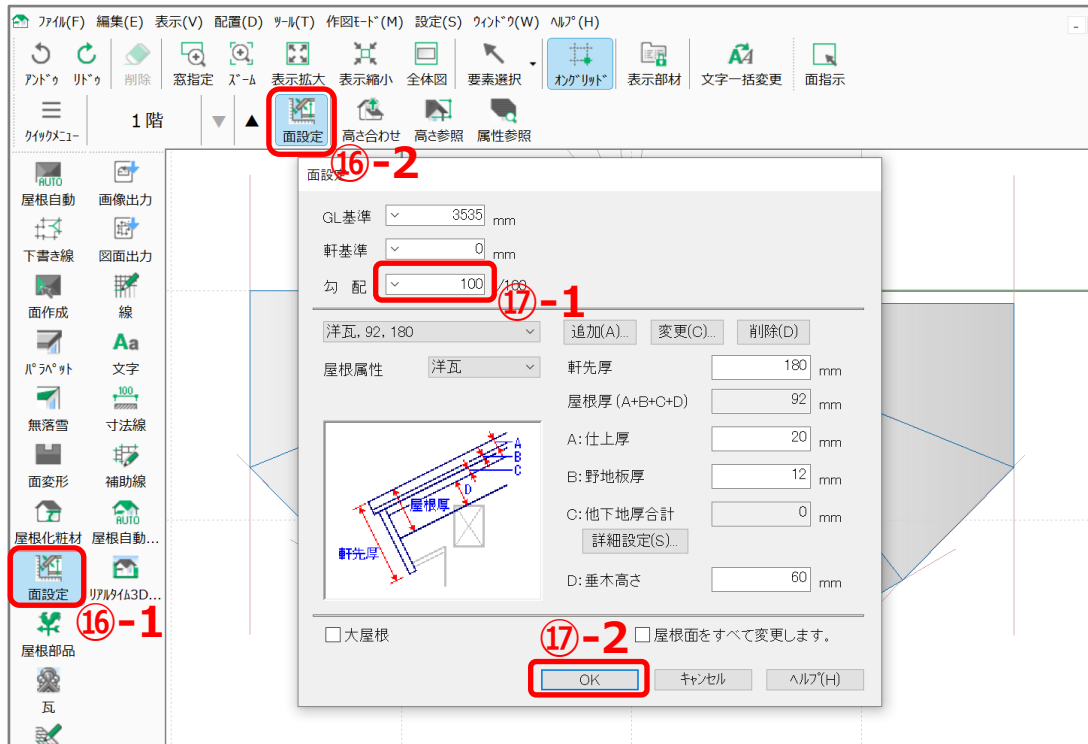 ﾌｧｲﾙ(F) 編集(E) 表示(V) 配置(D) ﾂｰﾙ(T) 作図ﾓｰﾄﾞ(M) 設定(S) ｳｨﾝﾄﾞｳ(W) ﾍﾙﾌﾟ(H)
ｱﾝﾄﾞｩ ﾘﾄﾞｩ 削除 窓指定 ｽﾞｰﾑ 表示拡大 表示縮小 全体図 要素選択 ｵﾝｸﾞﾘｯﾄﾞ 表示部材 文字一括変更 面指示
ｸｲｯｸﾒﾆｭｰ 1 階 ▼ ▲ 面設定 高さ合わせ 高さ参照 属性参照
⑯-2
AUTO
屋根自動 画像出力
下書き線 図面出力
面作成 線
Aa
ﾊﾟﾗﾍﾟｯﾄ 文字
100
無落雪 寸法線
面変形 補助線
AUTO
屋根化粧材 屋根自動...
面設定 ﾘｱﾙﾀｲﾑ3D...
⑯-1
屋根部品
瓦
面設定
GL基準 3535 mm
軒基準 0 mm
勾 配 100 /100
⑰-1
洋瓦, 92, 180 追加(A)... 変更(C)... 削除(D)
屋根属性 洋瓦
軒先厚 180 mm
屋根厚 (A+B+C+D) 92 mm
A:仕上厚 20 mm
B:野地板厚 12 mm
C:他下地厚合計 0 mm
詳細設定(S)...
D:垂木高さ 60 mm
A
B
C
D
屋根厚
軒先厚
大屋根 ⑰-2 屋根面をすべて変更します。
OK ｷｬﾝｾﾙ ﾍﾙﾌﾟ(H)